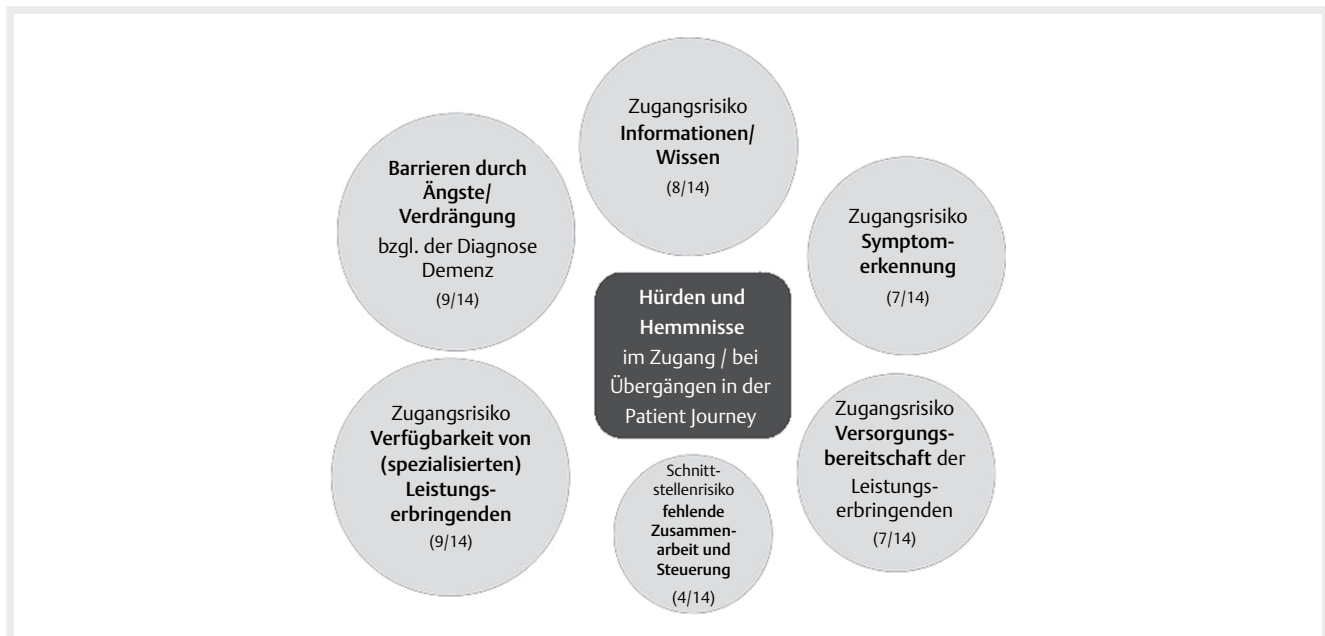 Zugangsrisiko
Informationen/
Wissen
(8/14)
Barrieren durch
Ängste/
Verdrängung
bzgl. der Diagnose
Demenz
(9/14)
Zugangsrisiko
Symptom-
erkennung
(7/14)
Hürden und
Hemmnisse
im Zugang / bei
Übergängen in der
Patient Journey
Zugangsrisiko
Verfügbarkeit von
(spezialisierten)
Leistungs-
erbringenden
(9/14)
Zugangsrisiko
Versorgungs-
bereitschaft der
Leistungs-
erbringenden
(7/14)
Schnitt-
stellenrisiko
fehlende
Zusammen-
arbeit und
Steuerung
(4/14)